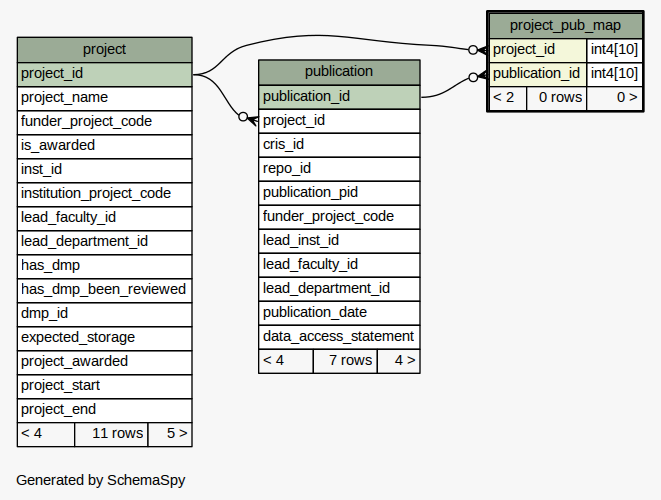 project
project_id
project_name
funder_project_code
is_awarded
inst_id
institution_project_code
lead_faculty_id
lead_department_id
has_dmp
has_dmp_been_reviewed
dmp_id
expected_storage
project_awarded
project_start
project_end
< 4 11 rows 5 >
publication
publication_id
project_id
cris_id
repo_id
publication_pid
funder_project_code
lead_inst_id
lead_faculty_id
lead_department_id
publication_date
data_access_statement
< 4 7 rows 4 >
project_pub_map
project_id int4[10]
publication_id int4[10]
< 2 0 rows 0 >
Generated by SchemaSpy